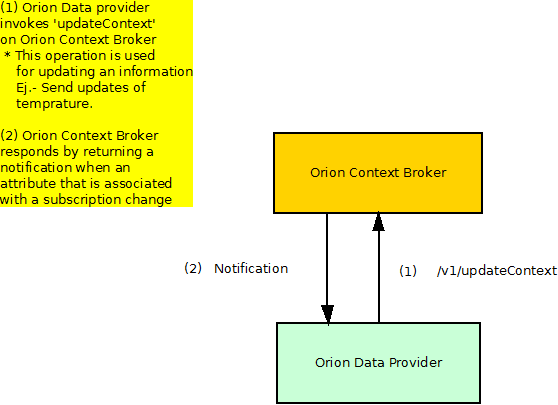 (1) Orion Data provider
invokes 'updateContext'
on Orion Context Broker
* This operation is used
for updating an information
Ej.- Send updates of
temprature.
(2) Orion Context Broker
responds by returning a
notification when an
attribute that is associated
with a subscription change
Orion Context Broker
(2) Notification
(1) /v1/updateContext
Orion Data Provider